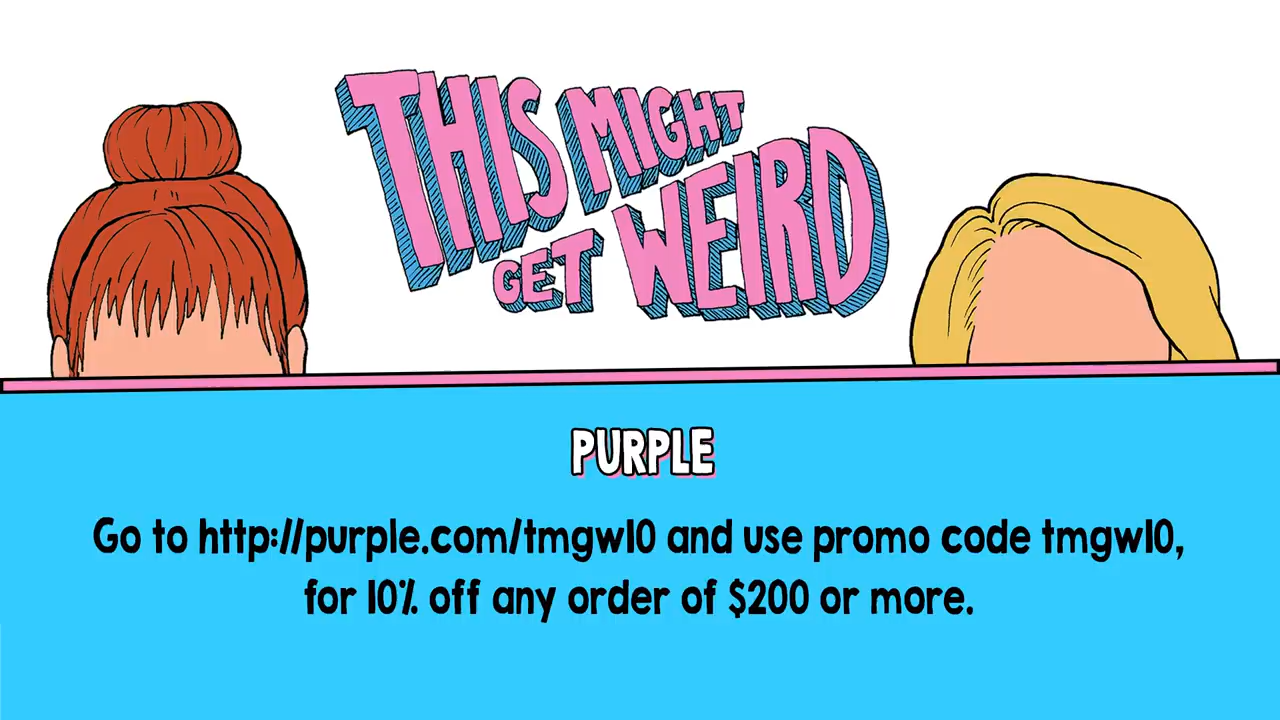 THIS MIGHT
GET WEIRD
PURPLE
Go to http://purple.com/tmgw10 and use promo code tmgw10,
for 10% off any order of $200 or more.